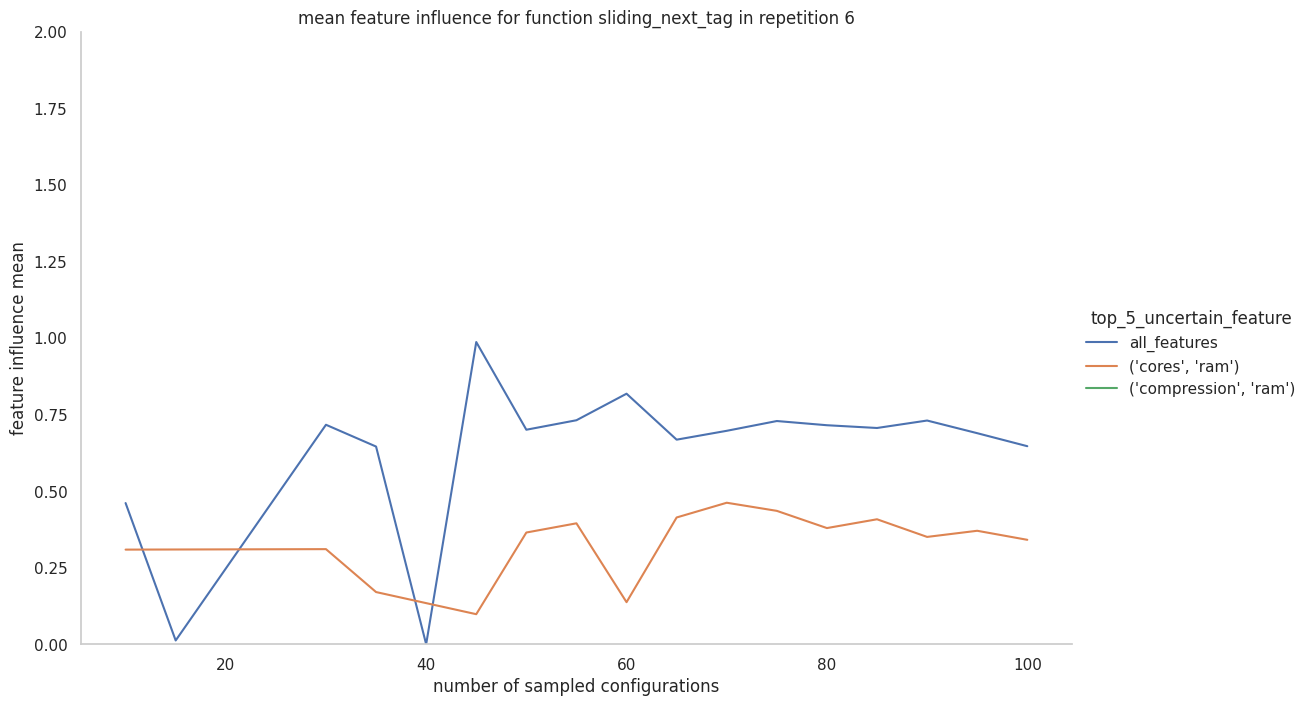 mean feature influence for function sliding_next_tag in repetition 6
2.00
1.75
1.50
1.25
1.00
0.75
0.50
0.25
0.00
feature influence mean
20 40 60 80 100
number of sampled configurations
top_5_uncertain_feature
all_features
('cores', 'ram')
('compression', 'ram')